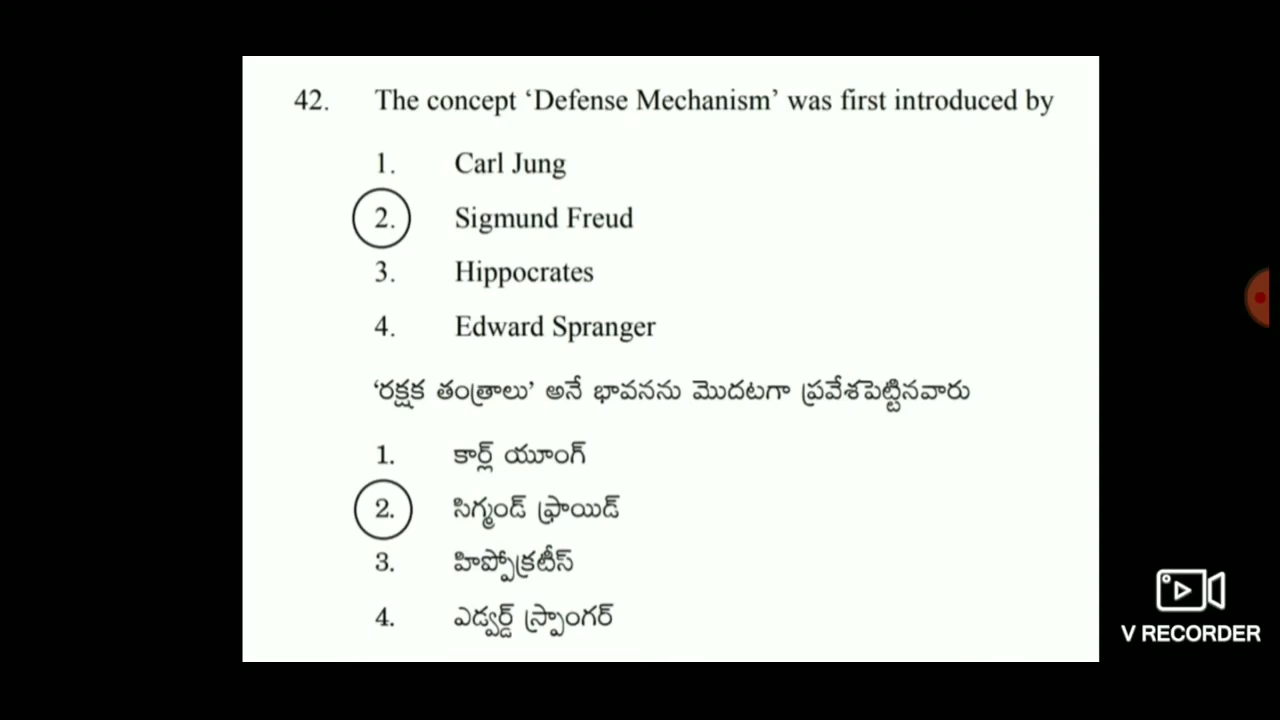 42. The concept ‘Defense Mechanism’ was first introduced by
1. Carl Jung
2. Sigmund Freud
3. Hippocrates
4. Edward Spranger
‘రక్షక తంత్రాలు’ అనే భావనను మొదటగా ప్రవేశపెట్టినవారు
1. కార్ల్ యూంగ్
2. సిగ్మండ్ ఫ్రాయిడ్
3. హిప్పోక్రటీస్
4. ఎడ్వర్డ్ స్ప్రాంగర్
V RECORDER